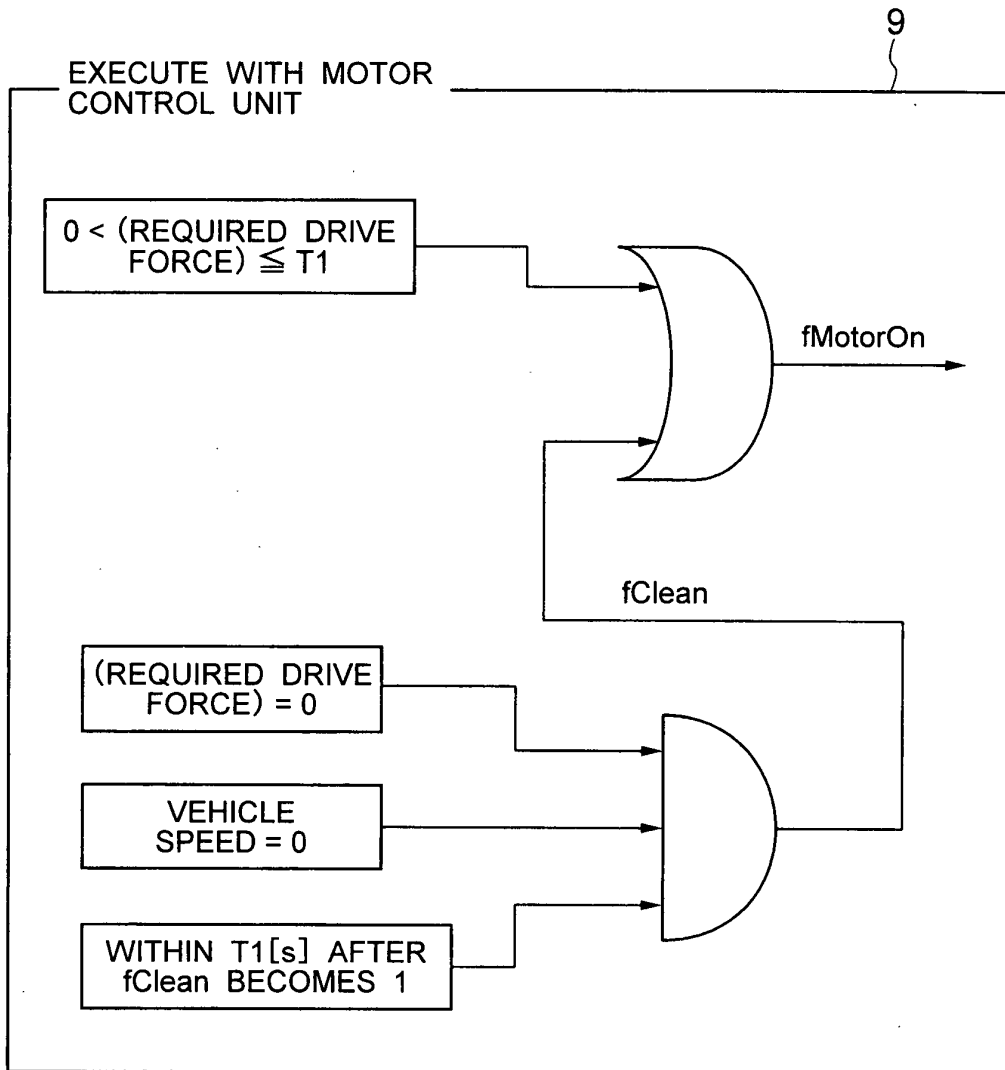 9
EXECUTE WITH MOTOR
CONTROL UNIT
0 < (REQUIRED DRIVE
FORCE) ≦ T1
fMotorOn
fClean
(REQUIRED DRIVE
FORCE) = 0
VEHICLE
SPEED = 0
WITHIN T1[s] AFTER
fClean BECOMES 1